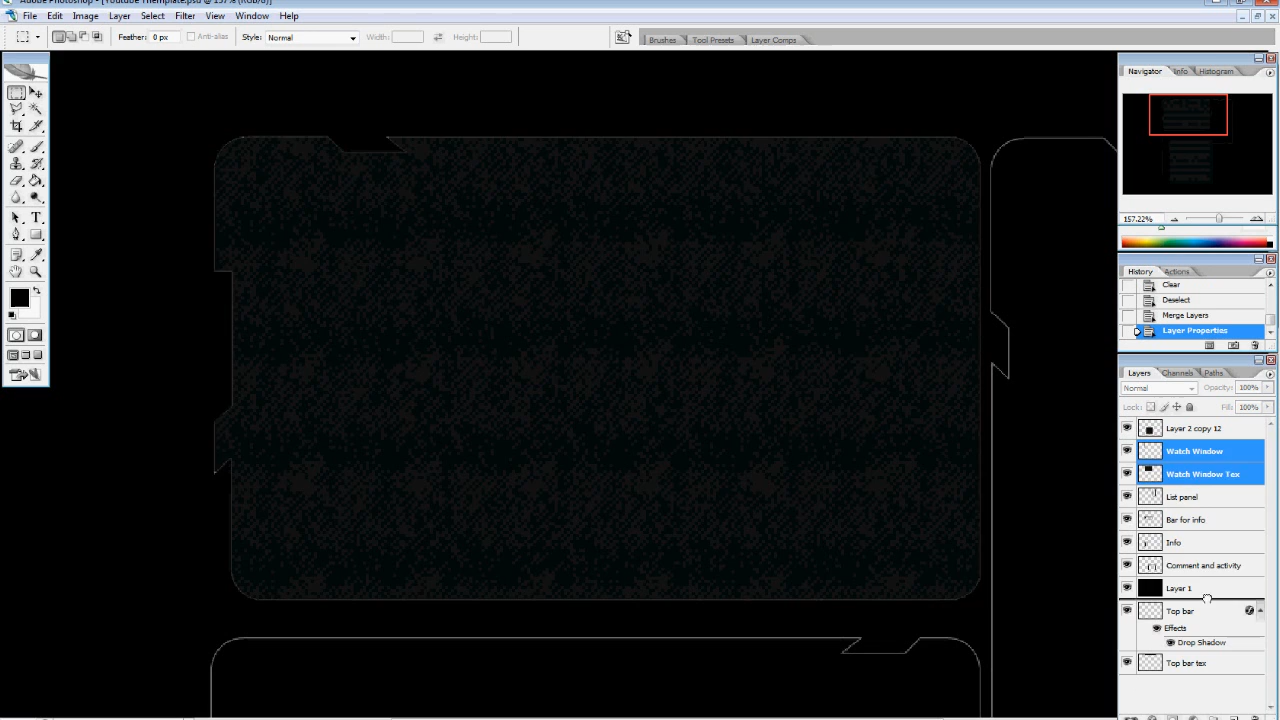 Adobe Photoshop - [Youtube Themplate.psd @ 157% (RGB/8)]
File Edit Image Layer Select Filter View Window Help
Feather: 0 px Anti-alias Style: Normal Width: Height: Brushes Tool Presets Layer Comps
Navigator Info Histogram
157.22%
History Actions
Clear
Deselect
Merge Layers
Layer Properties
Layers Channels Paths
Normal Opacity: 100%
Lock: Fill: 100%
Layer 2 copy 12
Watch Window
Watch Window Tex
List panel
Bar for info
Info
Comment and activity
Layer 1
Top bar
Effects
Drop Shadow
Top bar tex